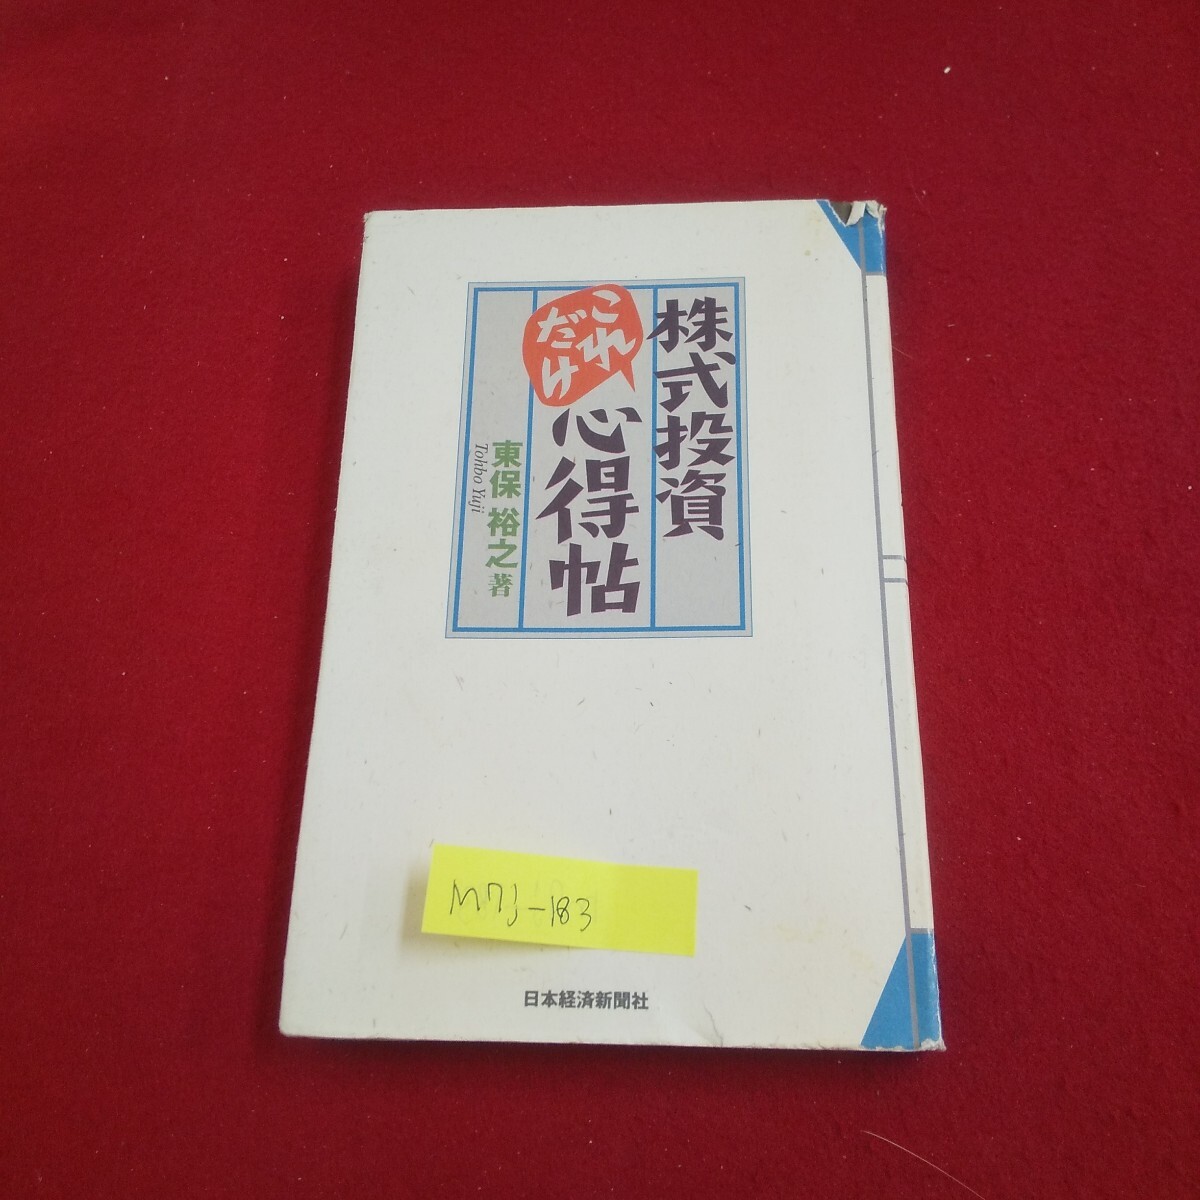 株式投資
これ
だけ
心得帖
東保 裕之 著
Tohbo Yuji
M7J-183
日本経済新聞社